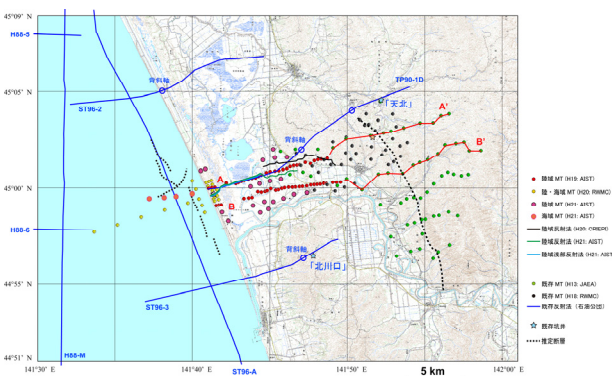 45°09' N
H88-8
背斜軸
TP90-1D
45°05' N
ST96-2
「天北」
A'
背斜軸
B'
A
45°00' N
B
背斜軸
「北川口」
44°55' N
ST96-3
H88-M
44°51' N
ST96-A
5 km
141°30' E
141°40'
141°50'
142°00' E
陸域 MT (H19: AIST)
陸・海域 MT (H20: RWMC)
陸域 MT (H21: AIST)
海域 MT (H21: AIST)
陸域反射法 (H20: CRIEPI)
陸域反射法 (H21: AIST)
陸域浅部反射法 (H21: AIST
既存 MT (H13: JAEA)
既存 MT (H18: RWMC)
既存反射法 (石油公団)
既存坑井
推定断層